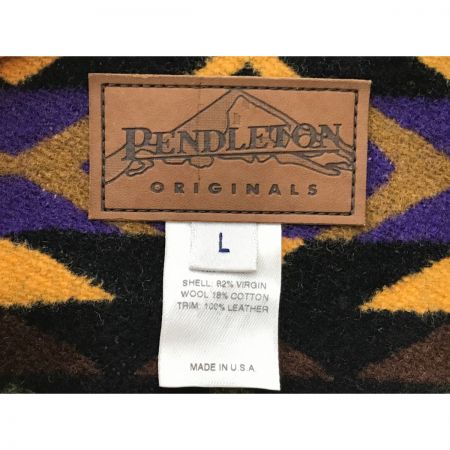 PENDLETON
ORIGINALS
L
SHELL: 82% VIRGIN
WOOL 18% COTTON
TRIM: 100% LEATHER
MADE IN U.S.A.